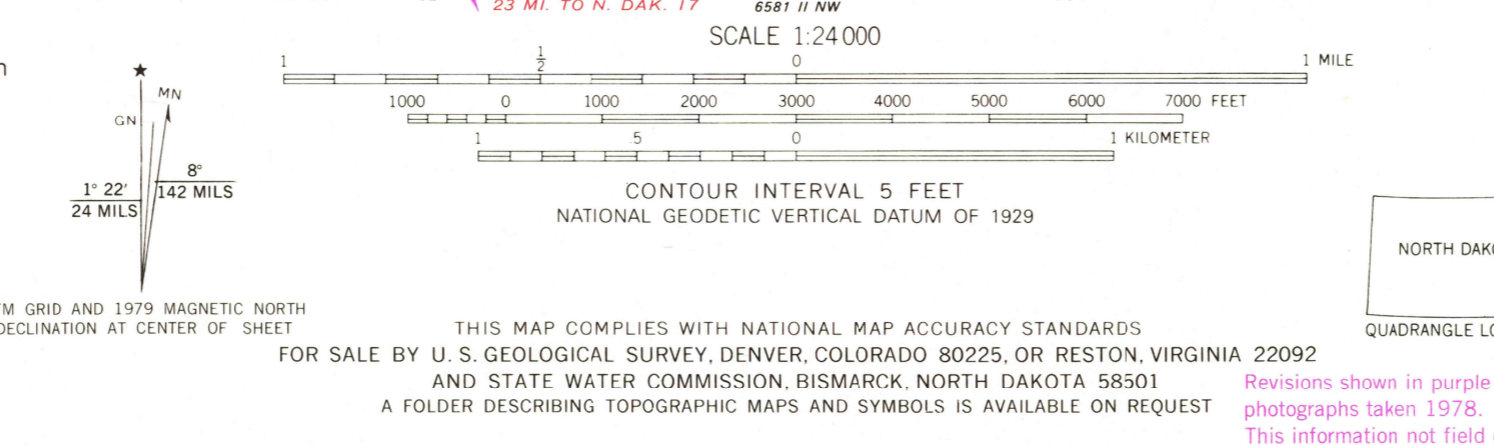 23 MI. TO N. DAK. 17
6581 II NW
SCALE 1:24 000
1 1/2 0 1 MILE
1000 0 1000 2000 3000 4000 5000 6000 7000 FEET
1 .5 0 1 KILOMETER
CONTOUR INTERVAL 5 FEET
NATIONAL GEODETIC VERTICAL DATUM OF 1929
★
MN
GN
8°
142 MILS
1° 22′
24 MILS
M GRID AND 1979 MAGNETIC NORTH
DECLINATION AT CENTER OF SHEET
THIS MAP COMPLIES WITH NATIONAL MAP ACCURACY STANDARDS
FOR SALE BY U. S. GEOLOGICAL SURVEY, DENVER, COLORADO 80225, OR RESTON, VIRGINIA 22092
AND STATE WATER COMMISSION, BISMARCK, NORTH DAKOTA 58501
A FOLDER DESCRIBING TOPOGRAPHIC MAPS AND SYMBOLS IS AVAILABLE ON REQUEST
NORTH DAK
QUADRANGLE LO
Revisions shown in purple
photographs taken 1978.
This information not field